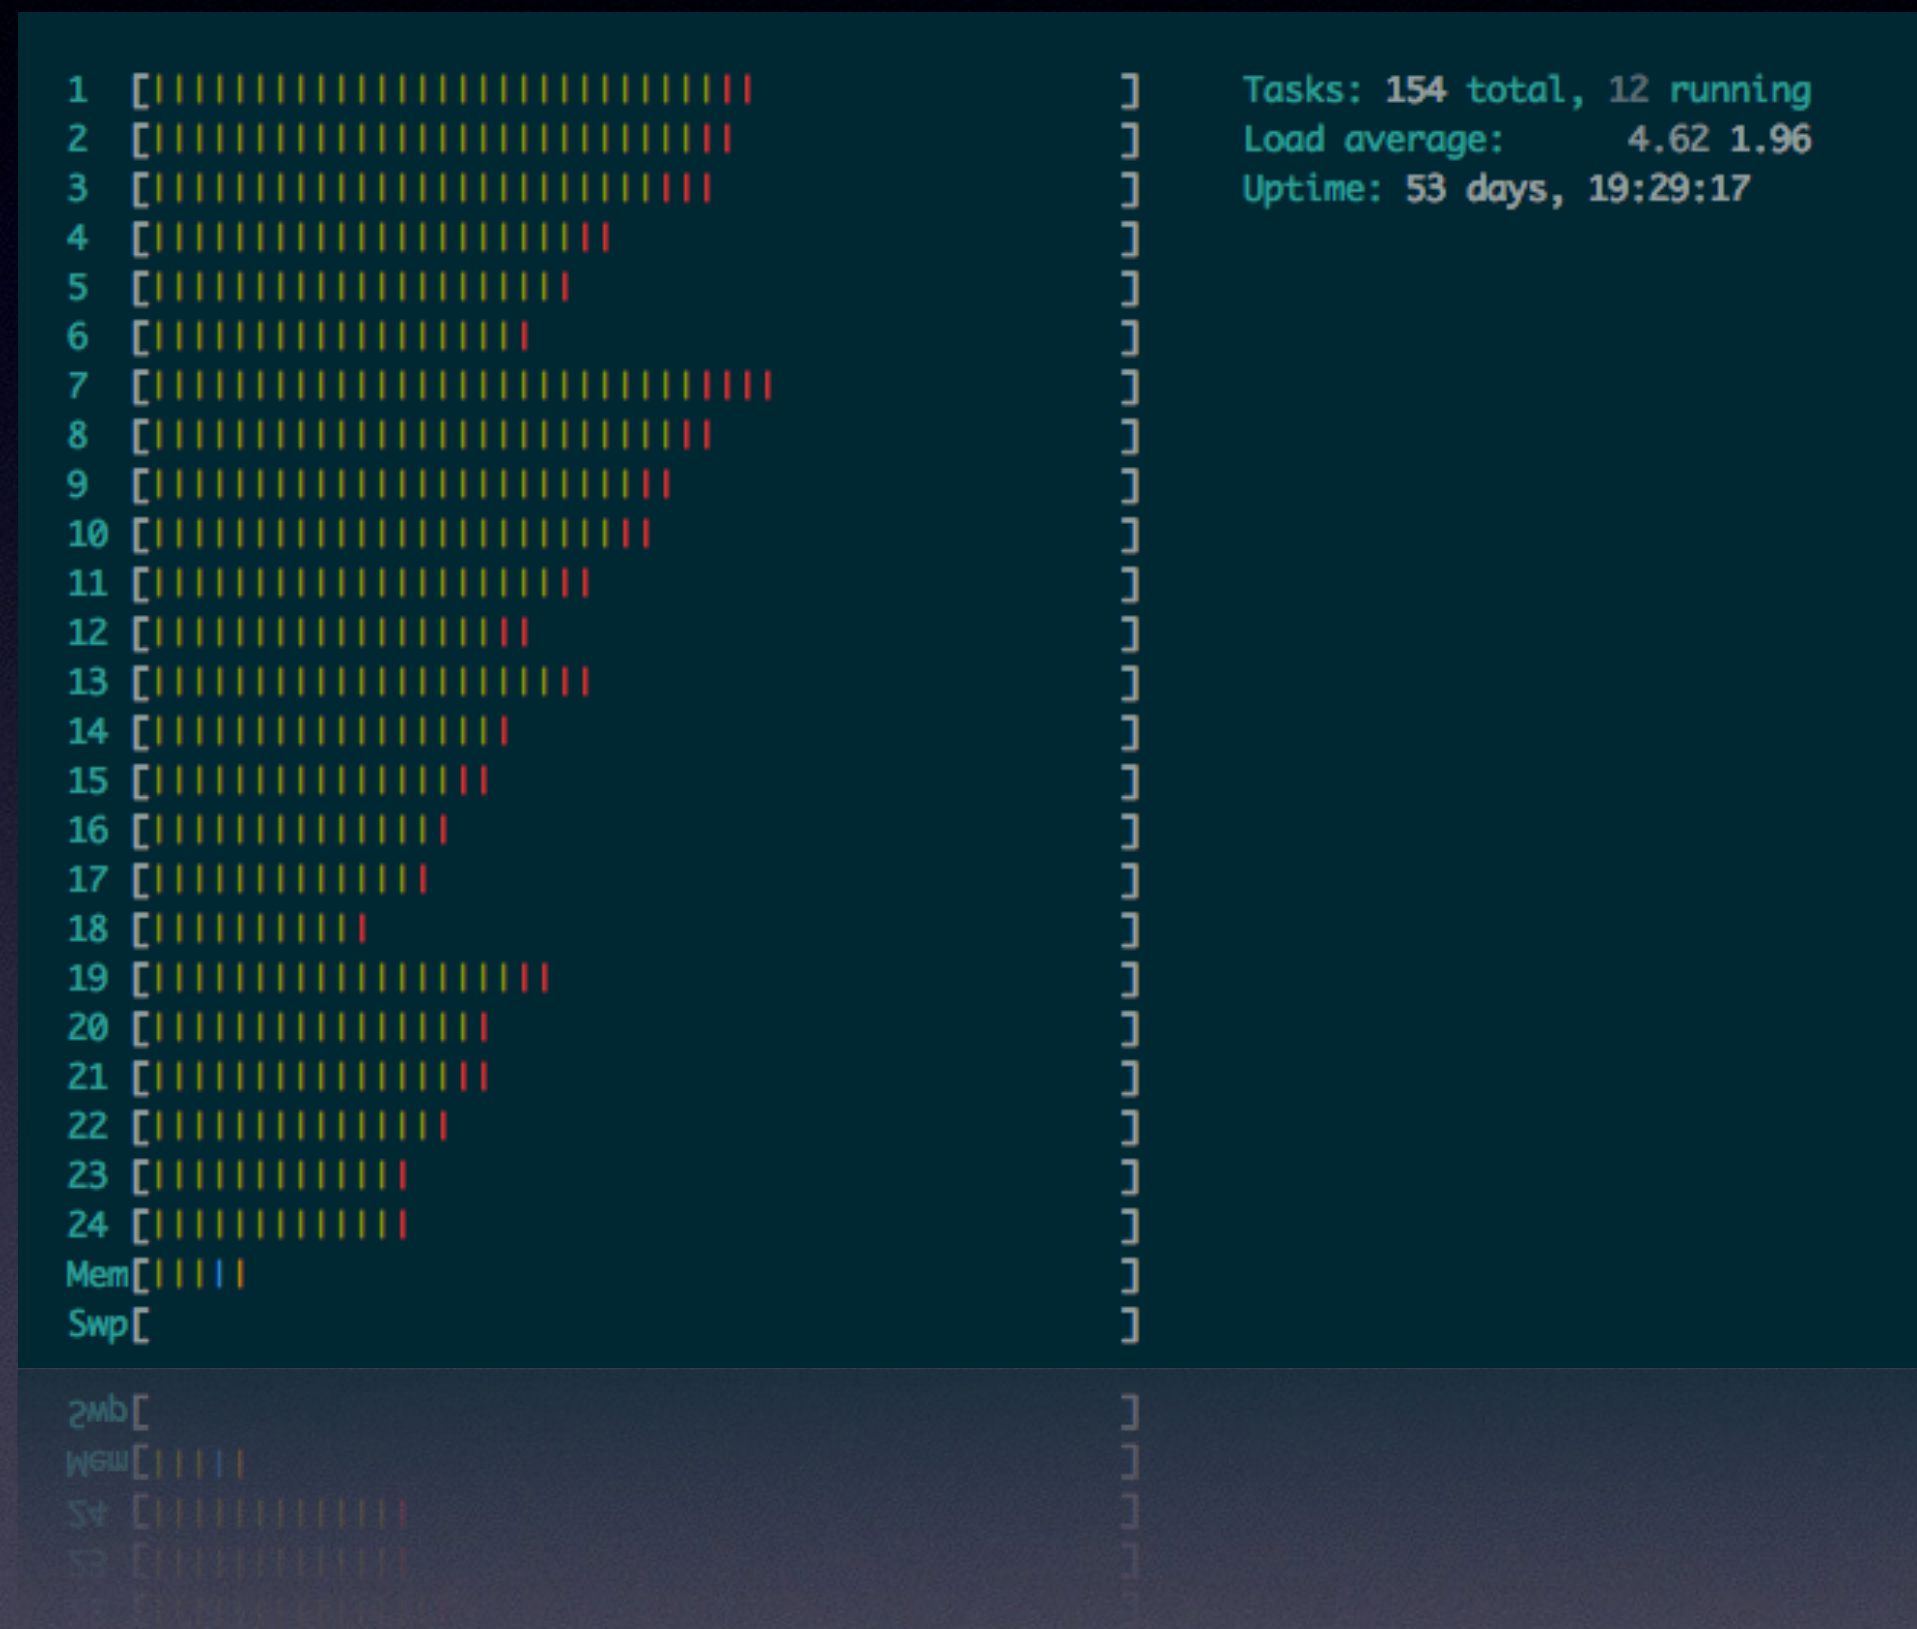 1 [||||||||||||||||||||||||||||||          ] Tasks: 154 total, 12 running
2 [|||||||||||||||||||||||||||||          ] Load average: 4.62 1.96
3 [||||||||||||||||||||||||||||          ] Uptime: 53 days, 19:29:17
4 [|||||||||||||||||||||||          ]
5 [|||||||||||||||||||||          ]
6 [|||||||||||||||||||          ]
7 [|||||||||||||||||||||||||||||||          ]
8 [||||||||||||||||||||||||||||          ]
9 [||||||||||||||||||||||||||          ]
10 [|||||||||||||||||||||||||          ]
11 [||||||||||||||||||||||          ]
12 [|||||||||||||||||||          ]
13 [||||||||||||||||||||||          ]
14 [||||||||||||||||||          ]
15 [|||||||||||||||||          ]
16 [|||||||||||||||          ]
17 [||||||||||||||          ]
18 [|||||||||||          ]
19 [||||||||||||||||||||          ]
20 [|||||||||||||||||          ]
21 [|||||||||||||||||          ]
22 [|||||||||||||||          ]
23 [|||||||||||||          ]
24 [|||||||||||||          ]
Mem[|||||          ]
Swp[          ]